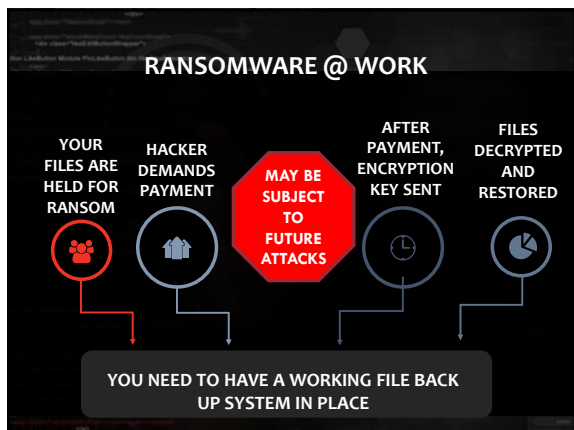 RANSOMWARE @ WORK
YOUR
FILES ARE
HELD FOR
RANSOM
HACKER
DEMANDS
PAYMENT
MAY BE
SUBJECT
TO
FUTURE
ATTACKS
AFTER
PAYMENT,
ENCRYPTION
KEY SENT
FILES
DECRYPTED
AND
RESTORED
YOU NEED TO HAVE A WORKING FILE BACK
UP SYSTEM IN PLACE